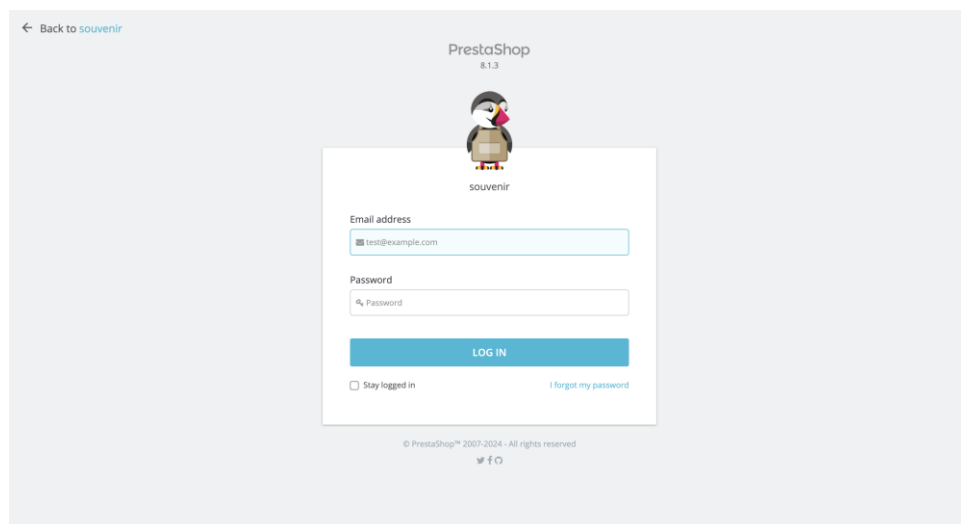 Back to souvenir
PrestaShop
8.1.3
souvenir
Email address
test@example.com
Password
Password
LOG IN
Stay logged in
I forgot my password
© PrestaShop™ 2007-2024 - All rights reserved